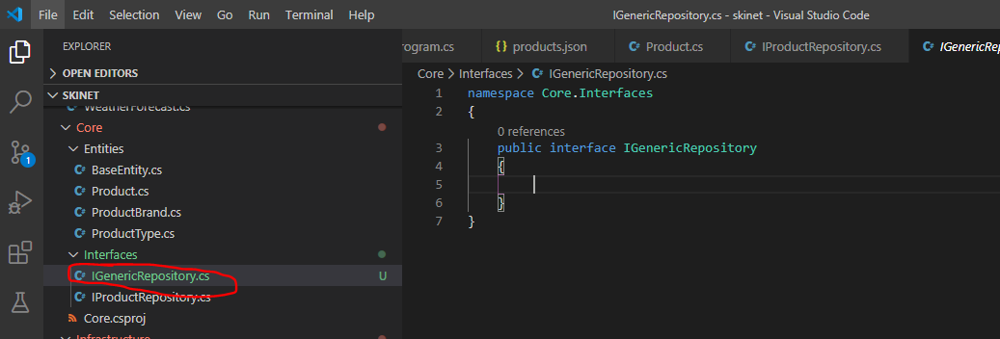 File Edit Selection View Go Run Terminal Help IGenericRepository.cs - skinet - Visual Studio Code
EXPLORER
rogram.cs {} products.json C# Product.cs C# IProductRepository.cs C# IGenericRe
OPEN EDITORS
SKINET
WeatherForecast.cs
Core
Entities
C# BaseEntity.cs
C# Product.cs
C# ProductBrand.cs
C# ProductType.cs
Interfaces
C# IGenericRepository.cs U
C# IProductRepository.cs
Core.csproj
Infrastructure
1
Core > Interfaces > C# IGenericRepository.cs
1 namespace Core.Interfaces
2 {
0 references
3 public interface IGenericRepository
4 {
5
6 }
7 }